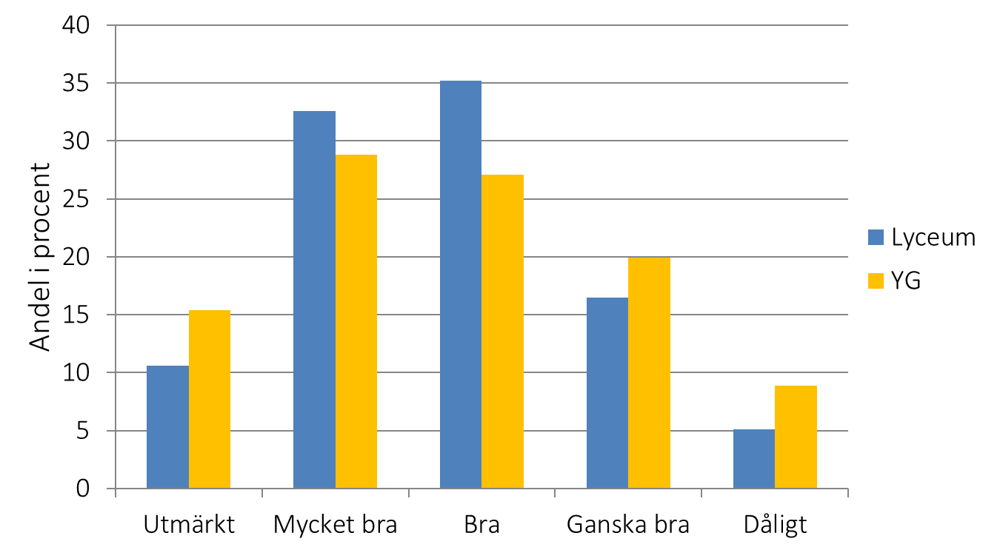 40
35
30
25
20
15
10
5
0
Andel i procent
Utmärkt
Mycket bra
Bra
Ganska bra
Dåligt
Lyceum
YG